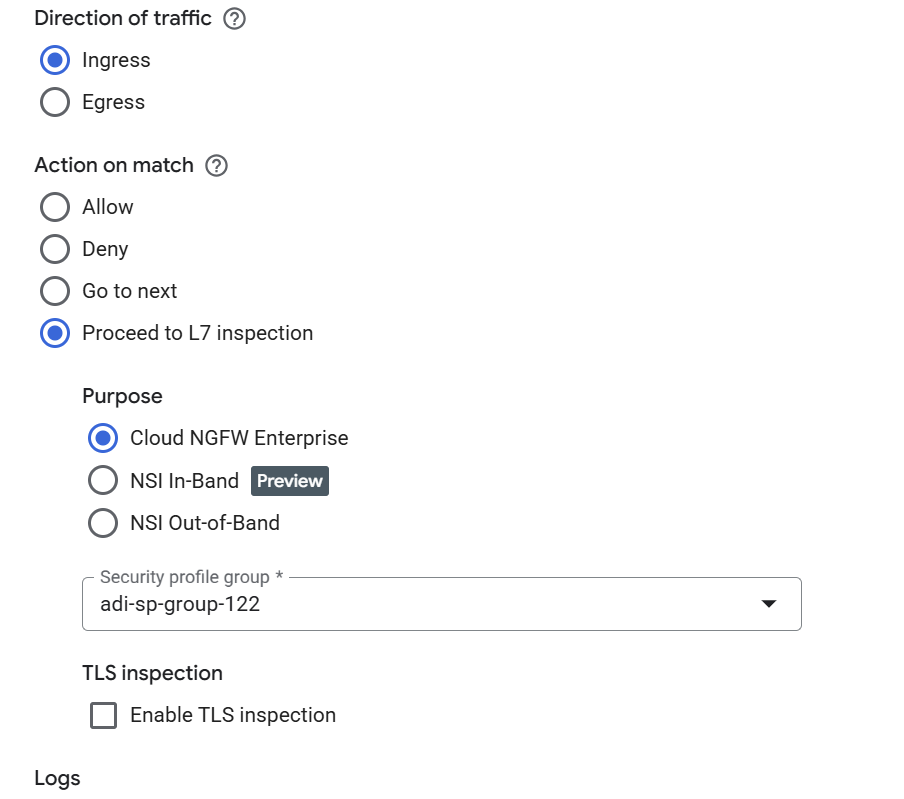 Direction of traffic
Ingress
Egress
Action on match
Allow
Deny
Go to next
Proceed to L7 inspection
Purpose
Cloud NGFW Enterprise
NSI In-Band Preview
NSI Out-of-Band
Security profile group *
adi-sp-group-122
TLS inspection
Enable TLS inspection
Logs